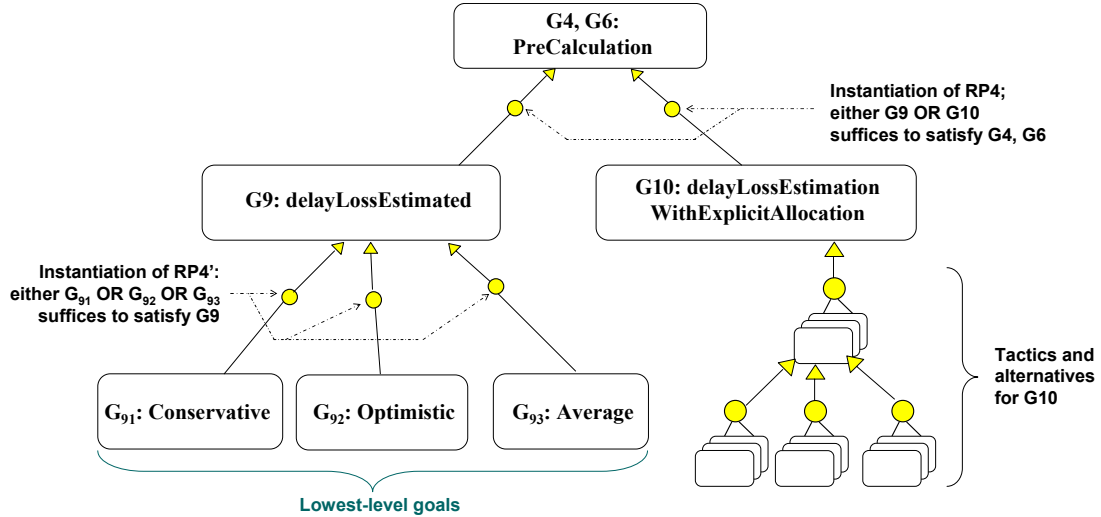 G4, G6:
PreCalculation
Instantiation of RP4;
either G9 OR G10
suffices to satisfy G4, G6
G9: delayLossEstimated
G10: delayLossEstimation
WithExplicitAllocation
Instantiation of RP4’:
either G₉₁ OR G₉₂ OR G₉₃
suffices to satisfy G9
Tactics and
alternatives
for G10
G₉₁: Conservative
G₉₂: Optimistic
G₉₃: Average
Lowest-level goals